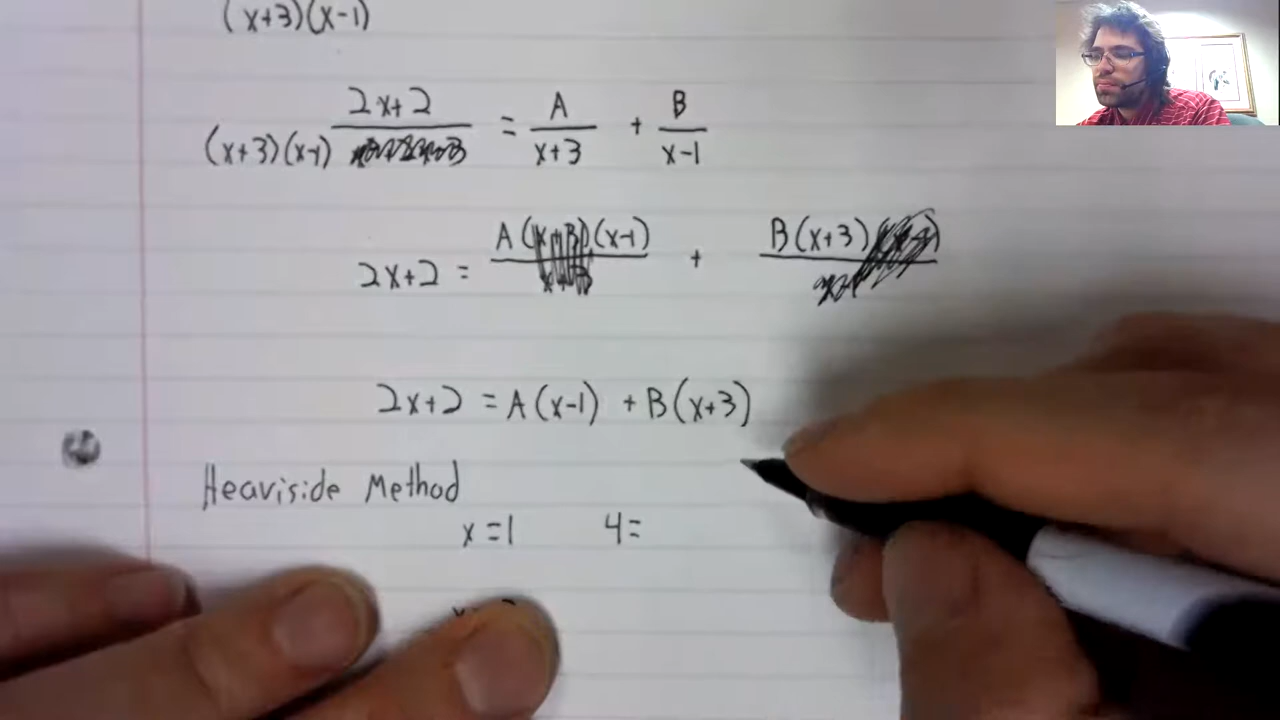 (x+3)(x-1)
2x+2 / = A/x+3 + B/x-1
(x+3)(x-1)
2x+2 = A (x-1) + B(x+3)
2x+2 = A(x-1) + B(x+3)
Heaviside Method
x=1 4=